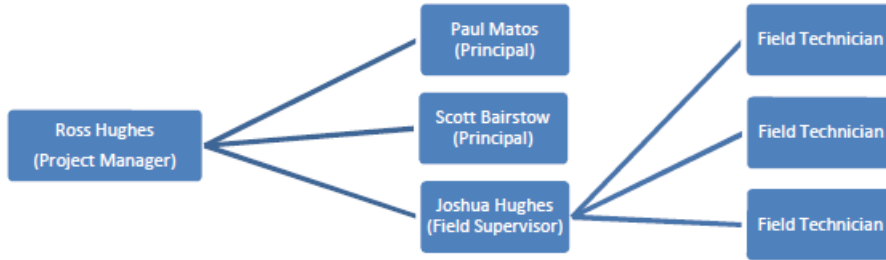 Ross Hughes
(Project Manager)
Paul Matos
(Principal)
Scott Bairstow
(Principal)
Joshua Hughes
(Field Supervisor)
Field Technician
Field Technician
Field Technician